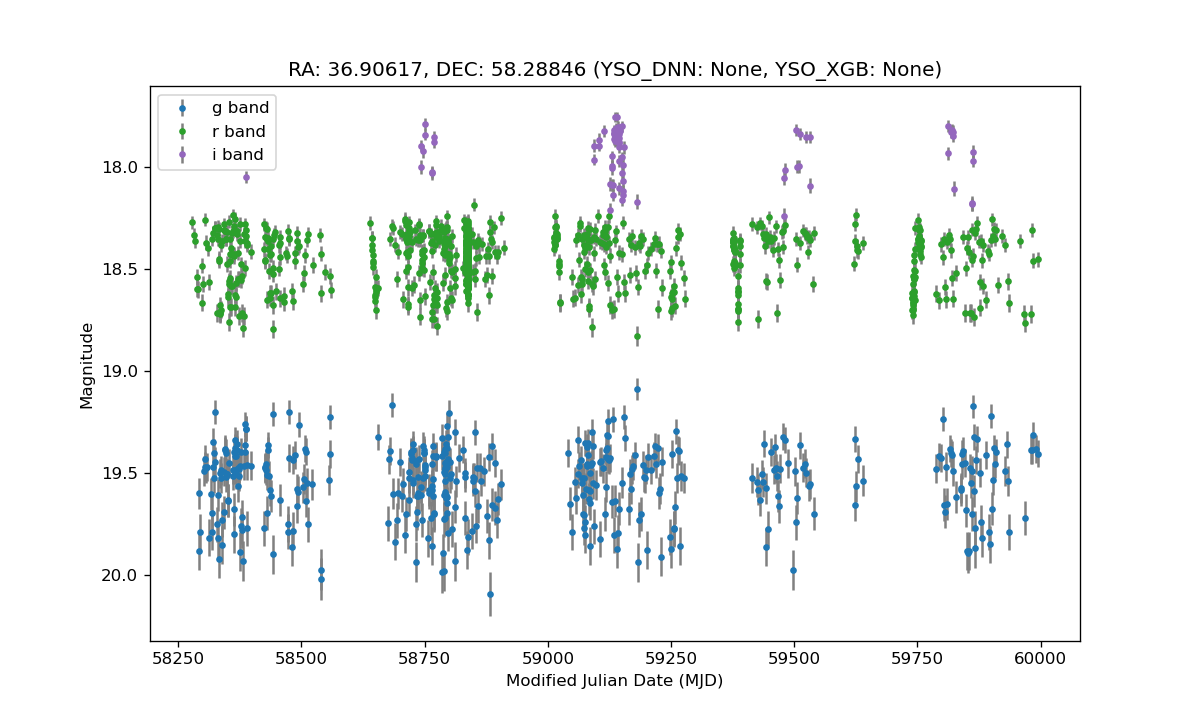 RA: 36.90617, DEC: 58.28846 (YSO_DNN: None, YSO_XGB: None)
g band
r band
i band
18.0
18.5
19.0
19.5
20.0
Magnitude
58250 58500 58750 59000 59250 59500 59750 60000
Modified Julian Date (MJD)